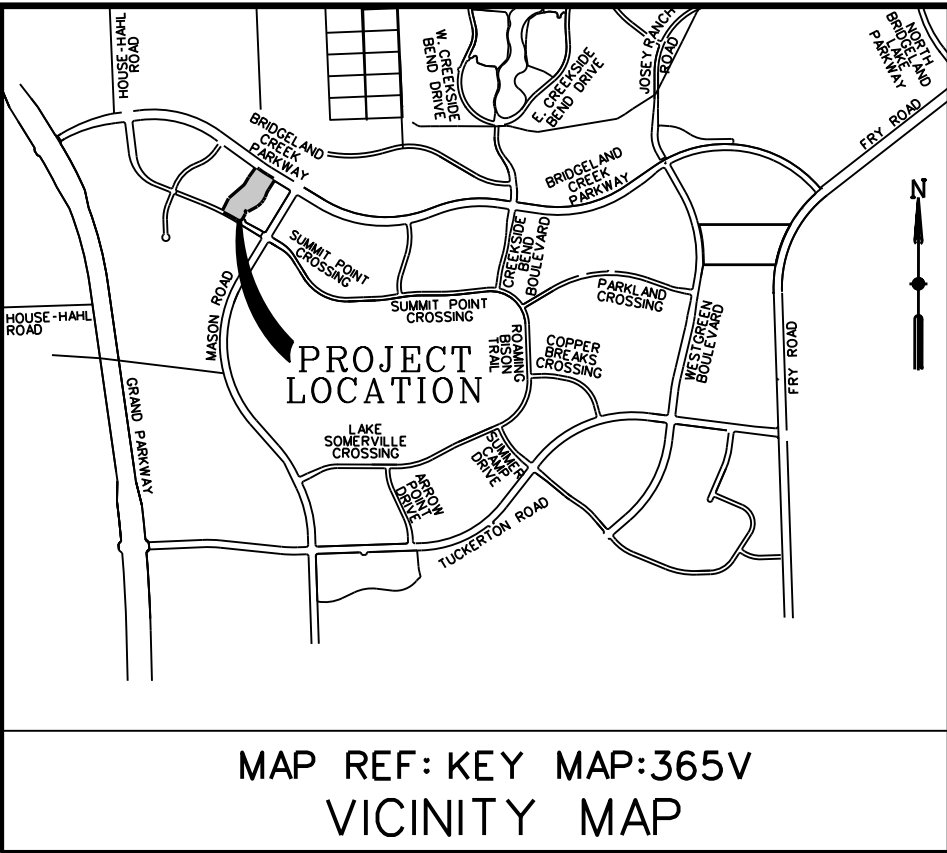 HOUSE-HAHL
ROAD
W. CREEKSIDE
BEND DRIVE
E. CREEKSIDE
BEND DRIVE
JOSEY RANCH
ROAD
NORTH
BRIDGELAND
LAKE
PARKWAY
FRY ROAD
BRIDGELAND
CREEK
PARKWAY
BRIDGELAND
CREEK
PARKWAY
N
SUMMIT POINT
CROSSING
CREEKSIDE
BEND
BOULEVARD
MASON ROAD
SUMMIT POINT
CROSSING
PARKLAND
CROSSING
HOUSE-HAHL
ROAD
PROJECT
LOCATION
ROAMING
BISON
TRAIL
COPPER
BREAKS
CROSSING
WESTGREEN
BOULEVARD
FRY ROAD
GRAND PARKWAY
LAKE
SOMERVILLE
CROSSING
ARROW
POINT
DRIVE
SUMMER
CAMP
DRIVE
TUCKERTON ROAD
MAP REF: KEY MAP:365V
VICINITY MAP